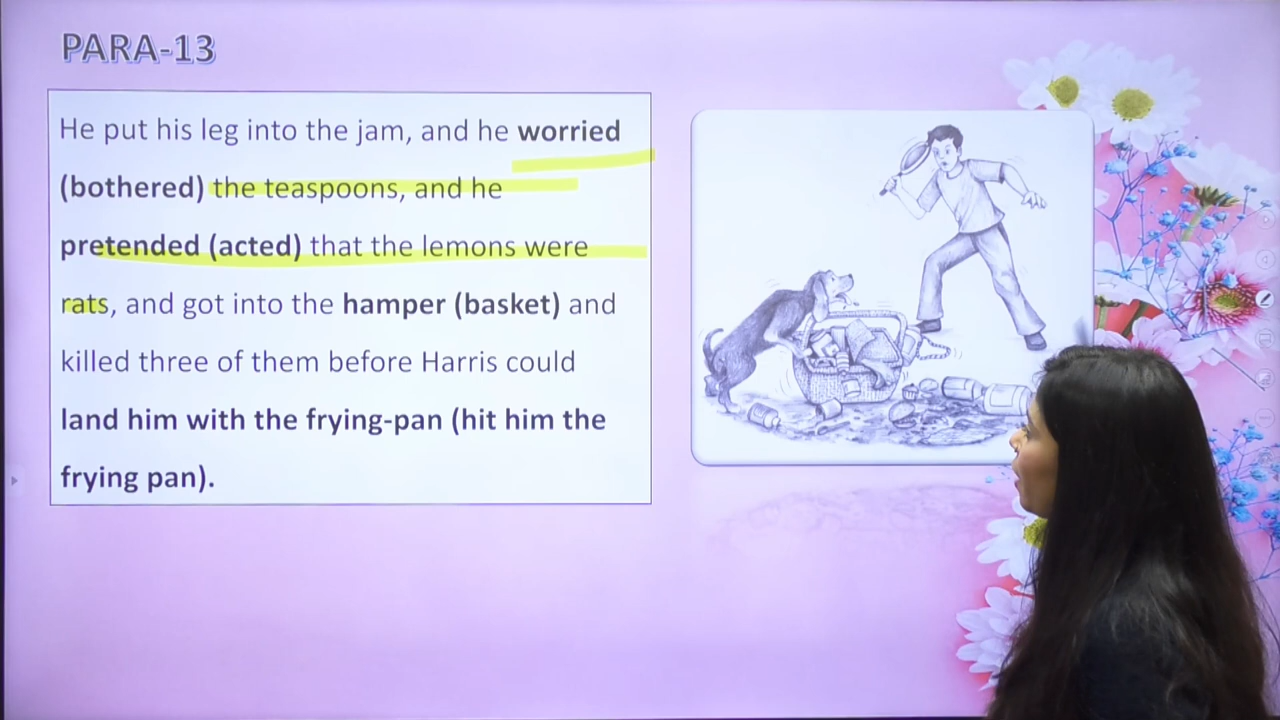 PARA-13
He put his leg into the jam, and he worried
(bothered) the teaspoons, and he
pretended (acted) that the lemons were
rats, and got into the hamper (basket) and
killed three of them before Harris could
land him with the frying-pan (hit him the
frying pan).